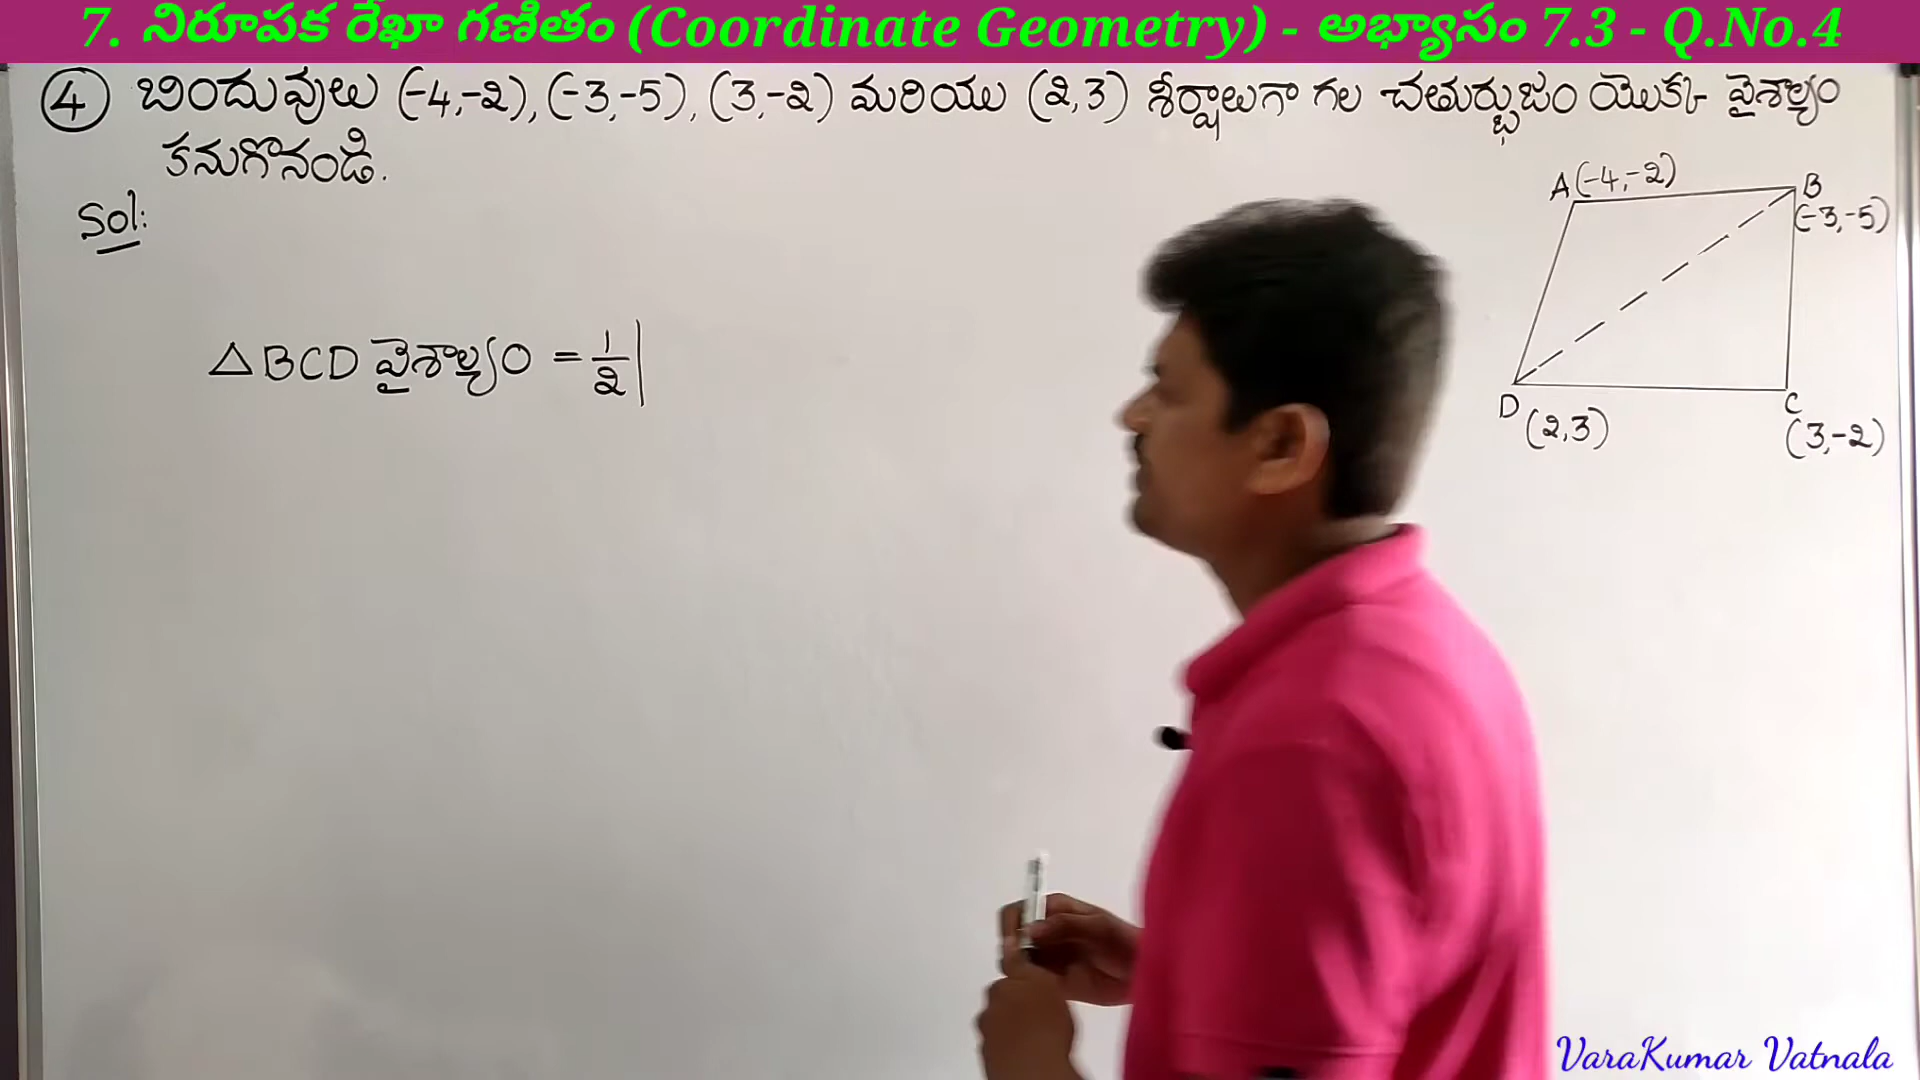 7. నిరూపక రేఖా గణితం (Coordinate Geometry) - అభ్యాసం 7.3 - Q.No.4
4 బిందువులు (-4,-2), (-3,-5), (3,-2) మరియు (2,3) శీర్షాలుగా గల చతుర్భుజం యొక్క వైశాల్యం
కనుగొనండి.
Sol:
A(-4,-2)
B
(-3,-5)
△BCD వైశాల్యం = 1/2|
D (2,3)
C
(3,-2)
VaraKumar Vatnala